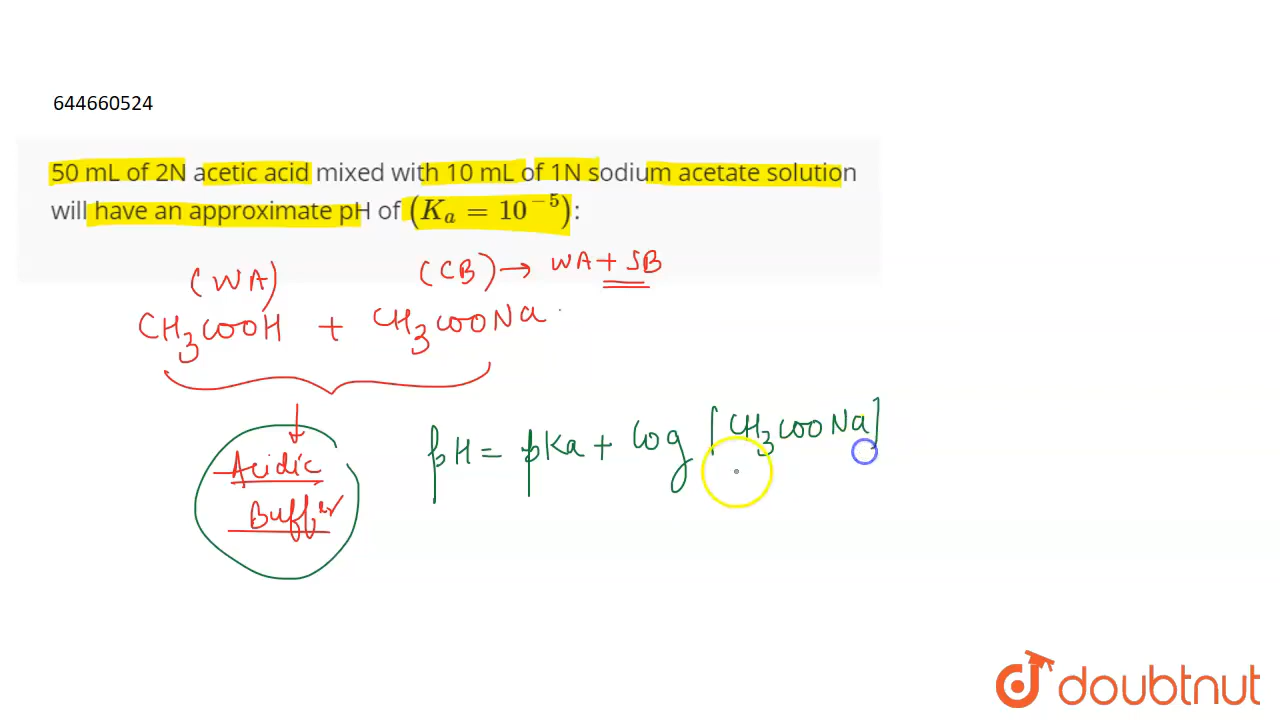 644660524
50 mL of 2N acetic acid mixed with 10 mL of 1N sodium acetate solution
will have an approximate pH of (Kₐ = 10⁻⁵):
(WA) (CB) → WA + SB
CH₃COOH + CH₃COONa
pH = pKa + log [CH₃COONa]
Acidic
Buffer
doubtnut